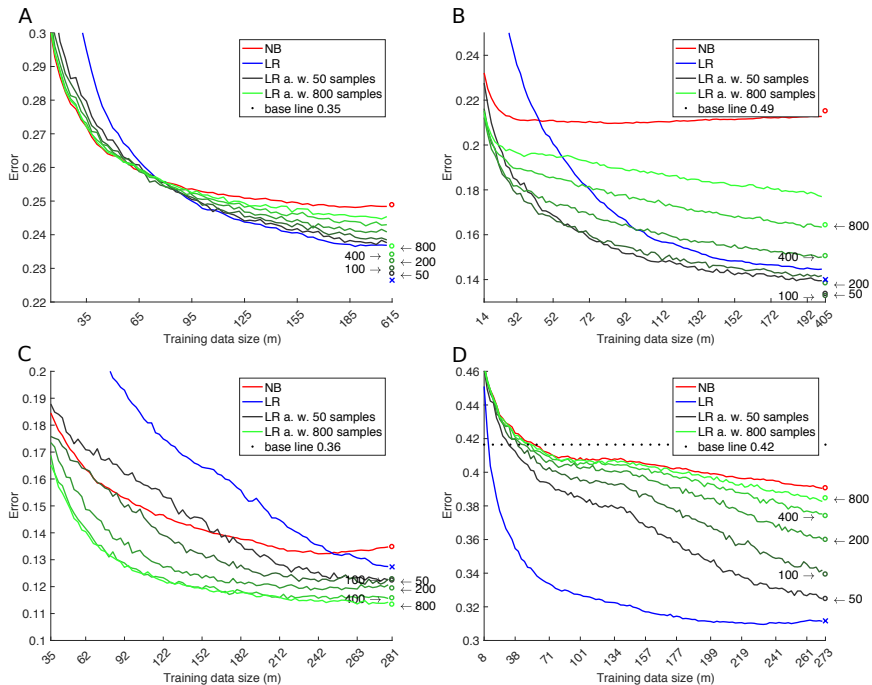 A
NB
LR
LR a. w. 50 samples
LR a. w. 800 samples
base line 0.35
0.3
0.29
0.28
0.27
0.26
0.25
0.24
0.23
0.22
Error
← 800
400 →
← 200
100 →
← 50
35
65
95
125
155
185
615
Training data size (m)
B
NB
LR
LR a. w. 50 samples
LR a. w. 800 samples
base line 0.49
0.24
0.22
0.2
0.18
0.16
0.14
Error
← 800
400 →
← 200
100 →
← 50
14
32
52
72
92
112
132
152
172
192
405
Training data size (m)
C
NB
LR
LR a. w. 50 samples
LR a. w. 800 samples
base line 0.36
0.2
0.19
0.18
0.17
0.16
0.15
0.14
0.13
0.12
0.11
0.1
Error
100 →
← 50
← 200
400 →
← 800
35
62
92
122
152
182
212
242
263
281
Training data size (m)
D
NB
LR
LR a. w. 50 samples
LR a. w. 800 samples
base line 0.42
0.46
0.44
0.42
0.4
0.38
0.36
0.34
0.32
0.3
Error
← 800
400 →
← 200
100 →
← 50
8
38
71
101
134
157
177
199
219
241
261
273
Training data size (m)